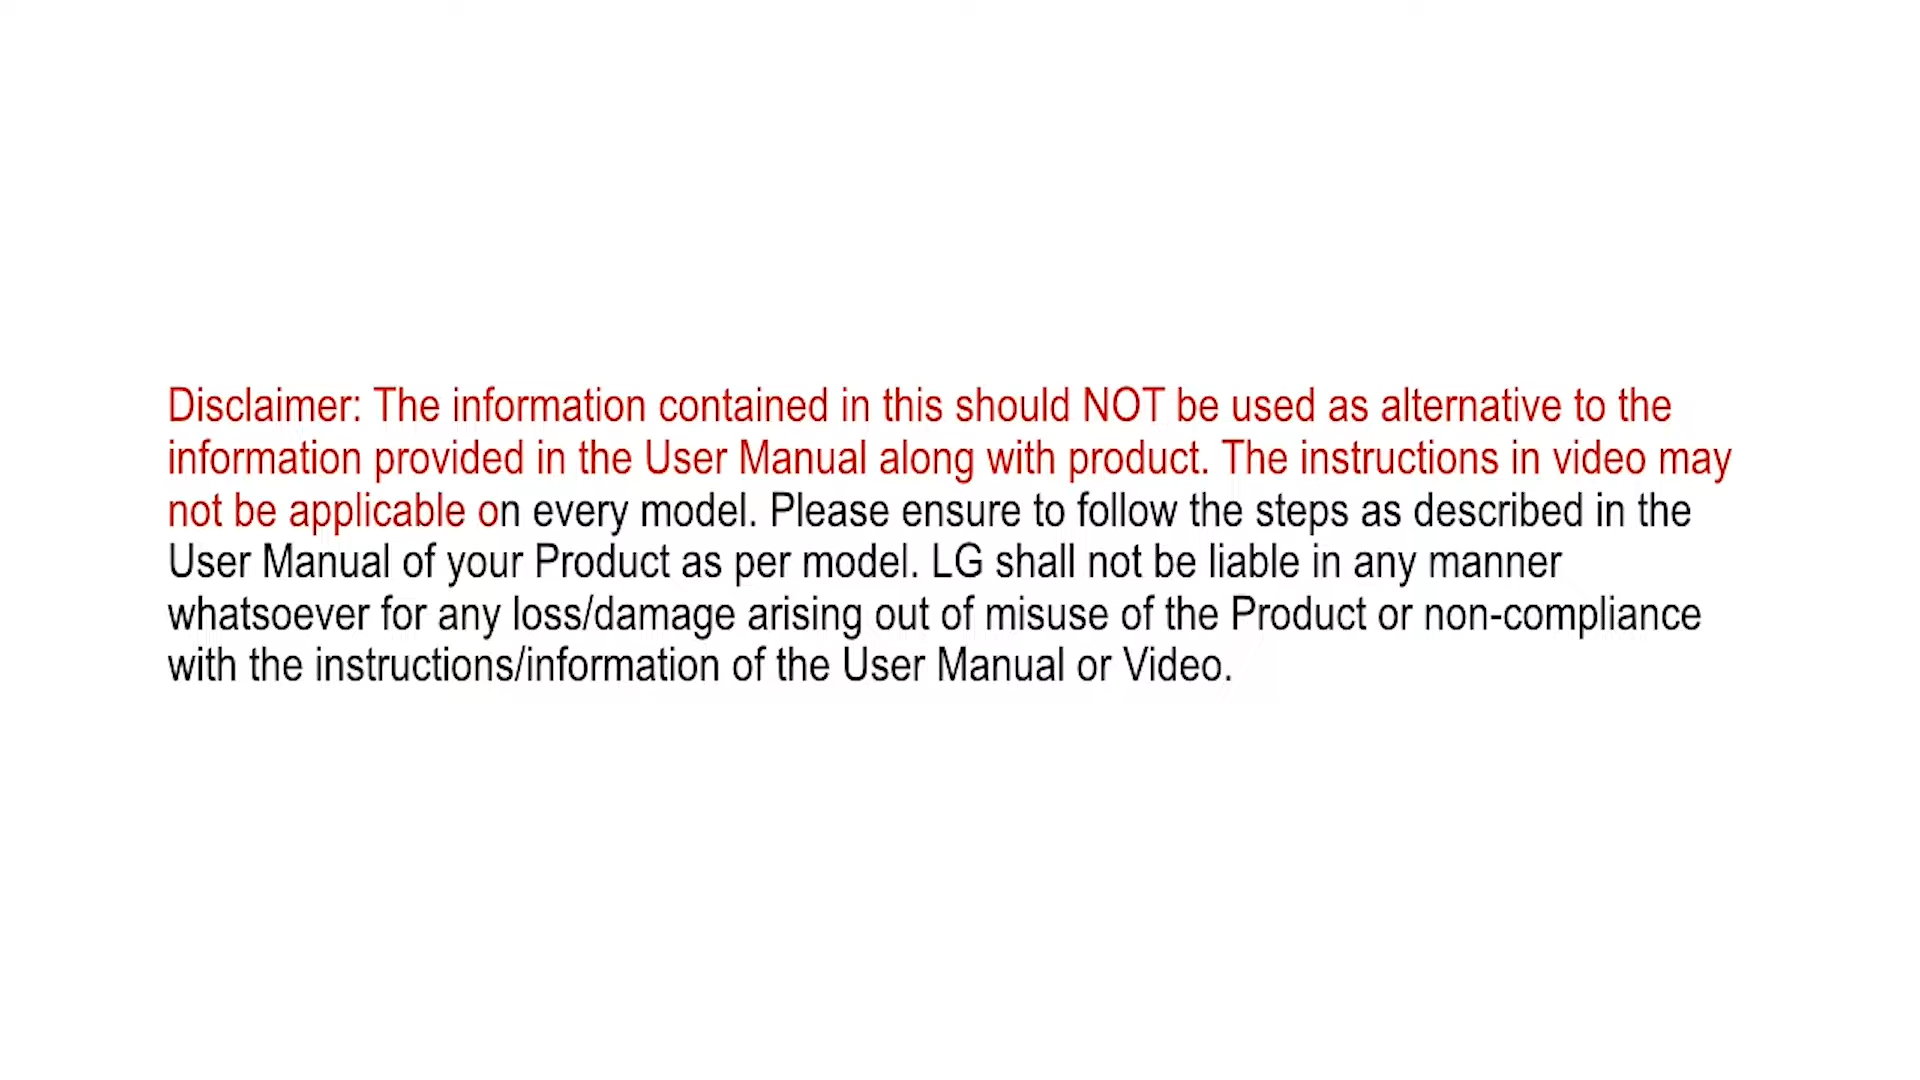 Disclaimer: The information contained in this should NOT be used as alternative to the
information provided in the User Manual along with product. The instructions in video may
not be applicable on every model. Please ensure to follow the steps as described in the
User Manual of your Product as per model. LG shall not be liable in any manner
whatsoever for any loss/damage arising out of misuse of the Product or non-compliance
with the instructions/information of the User Manual or Video.